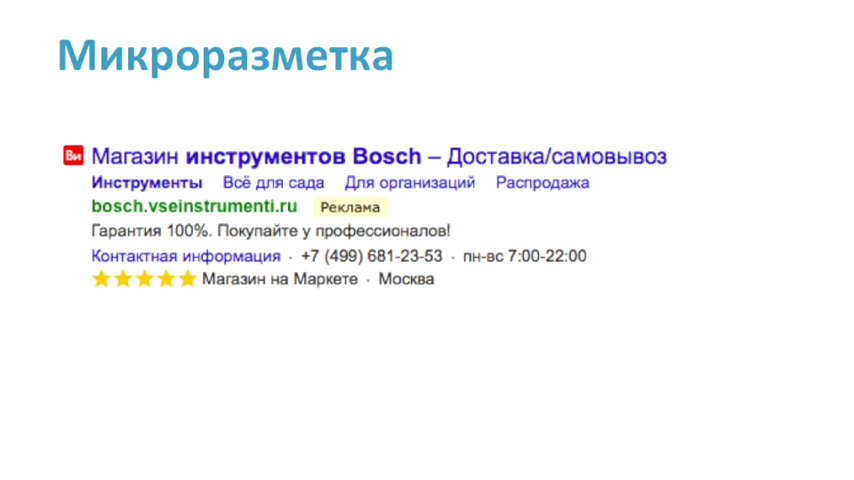 Микроразметка
Ви Магазин инструментов Bosch – Доставка/самовывоз
Инструменты Всё для сада Для организаций Распродажа
bosch.vseinstrumenti.ru Реклама
Гарантия 100%. Покупайте у профессионалов!
Контактная информация · +7 (499) 681-23-53 · пн-вс 7:00-22:00
Магазин на Маркете · Москва